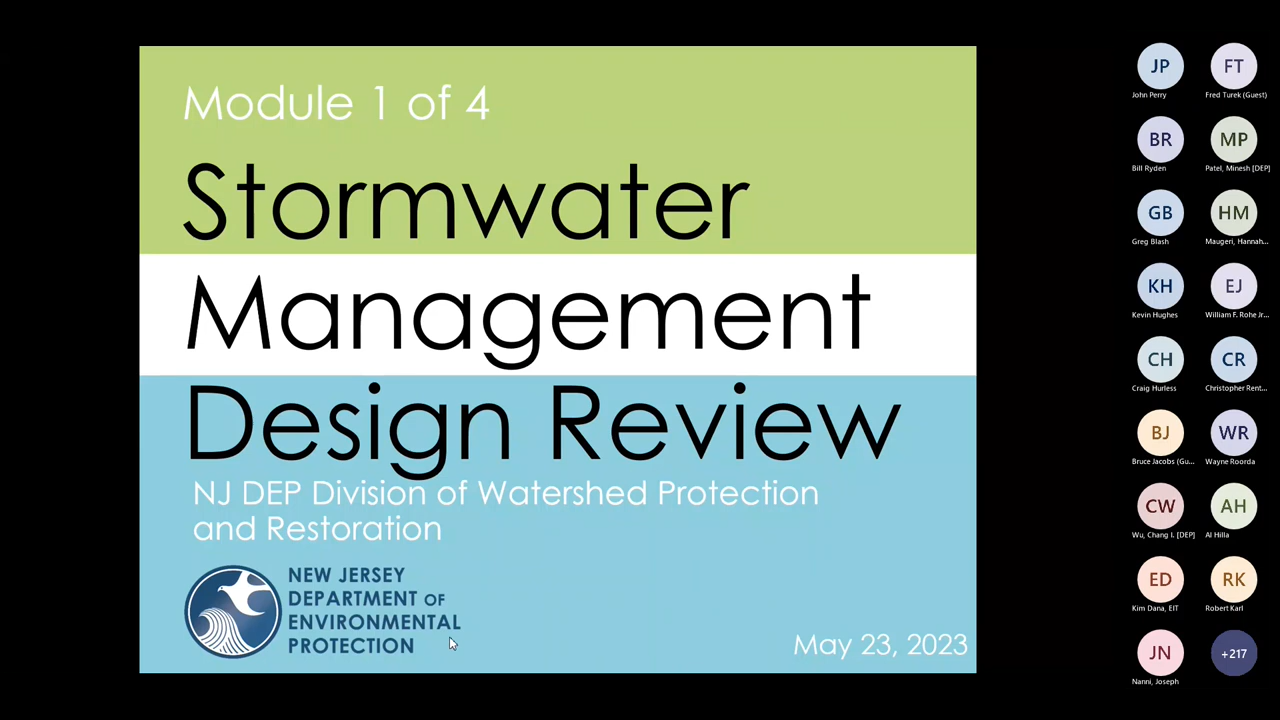 Module 1 of 4
Stormwater
Management
Design Review
NJ DEP Division of Watershed Protection
and Restoration
NEW JERSEY
DEPARTMENT OF
ENVIRONMENTAL
PROTECTION
May 23, 2023
JP
FT
John Perry
Fred Turek (Guest)
BR
MP
Bill Ryden
Patel, Minesh [DEP]
GB
HM
Greg Blash
Maugeri, Hannah...
KH
EJ
Kevin Hughes
William F. Rohe Jr...
CH
CR
Craig Hurless
Christopher Rent...
BJ
WR
Bruce Jacobs (Gu...
Wayne Roorda
CW
AH
Wu, Chang I. [DEP]
Al Hilla
ED
RK
Kim Dana, EIT
Robert Karl
JN
+217
Nanni, Joseph